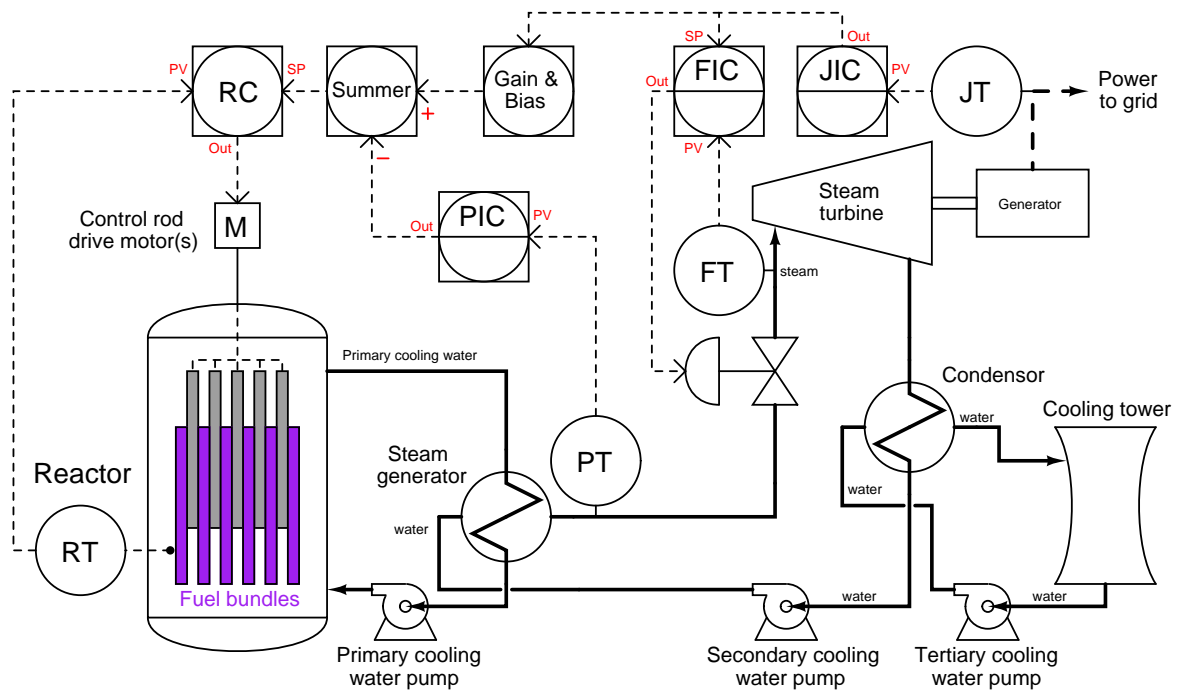 Out
SP
PV
RC
SP
Summer
+
–
Gain &
Bias
Out
FIC
PV
JIC
PV
JT
Power
to grid
Out
Control rod
drive motor(s)
M
Out
PIC
PV
FT
steam
Steam
turbine
Generator
Primary cooling water
Condensor
water
Cooling tower
Reactor
RT
Steam
generator
PT
water
water
Fuel bundles
water
water
Primary cooling
water pump
Secondary cooling
water pump
Tertiary cooling
water pump